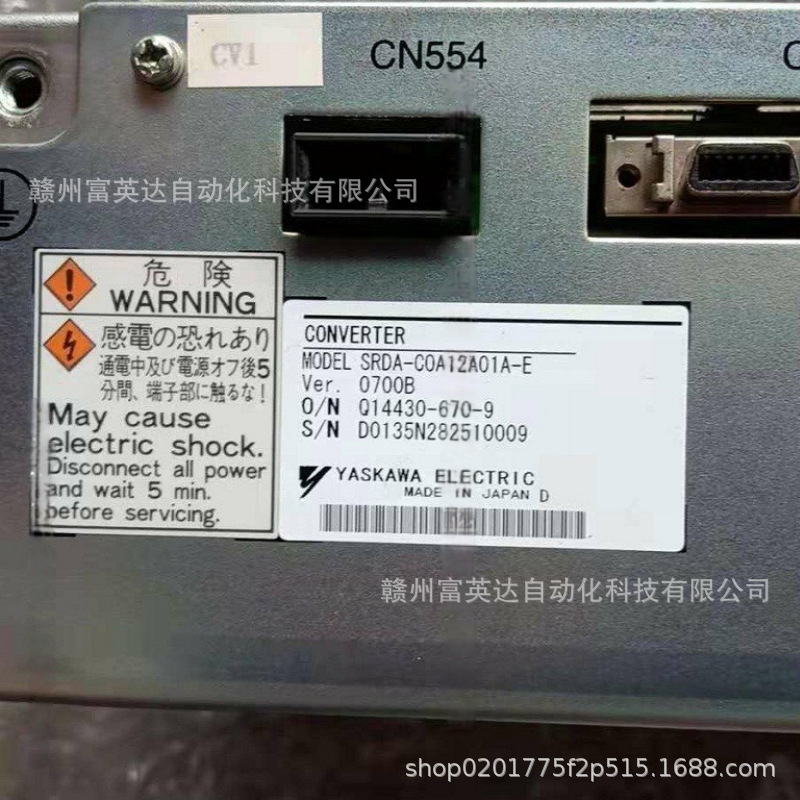 CV1
CN554
C
赣州富英达自动化科技有限公司
危険
WARNING
感電の恐れあり
通電中及び電源オフ後5
分間、端子部に触るな!
May cause
electric shock.
Disconnect all power
and wait 5 min.
before servicing.
CONVERTER
MODEL SRDA-COA12A01A-E
Ver. 0700B
O/N Q14430-670-9
S/N D0135N282510009
YASKAWA ELECTRIC
MADE IN JAPAN D
赣州富英达自动化科技有限公司
shop0201775f2p515.1688.com